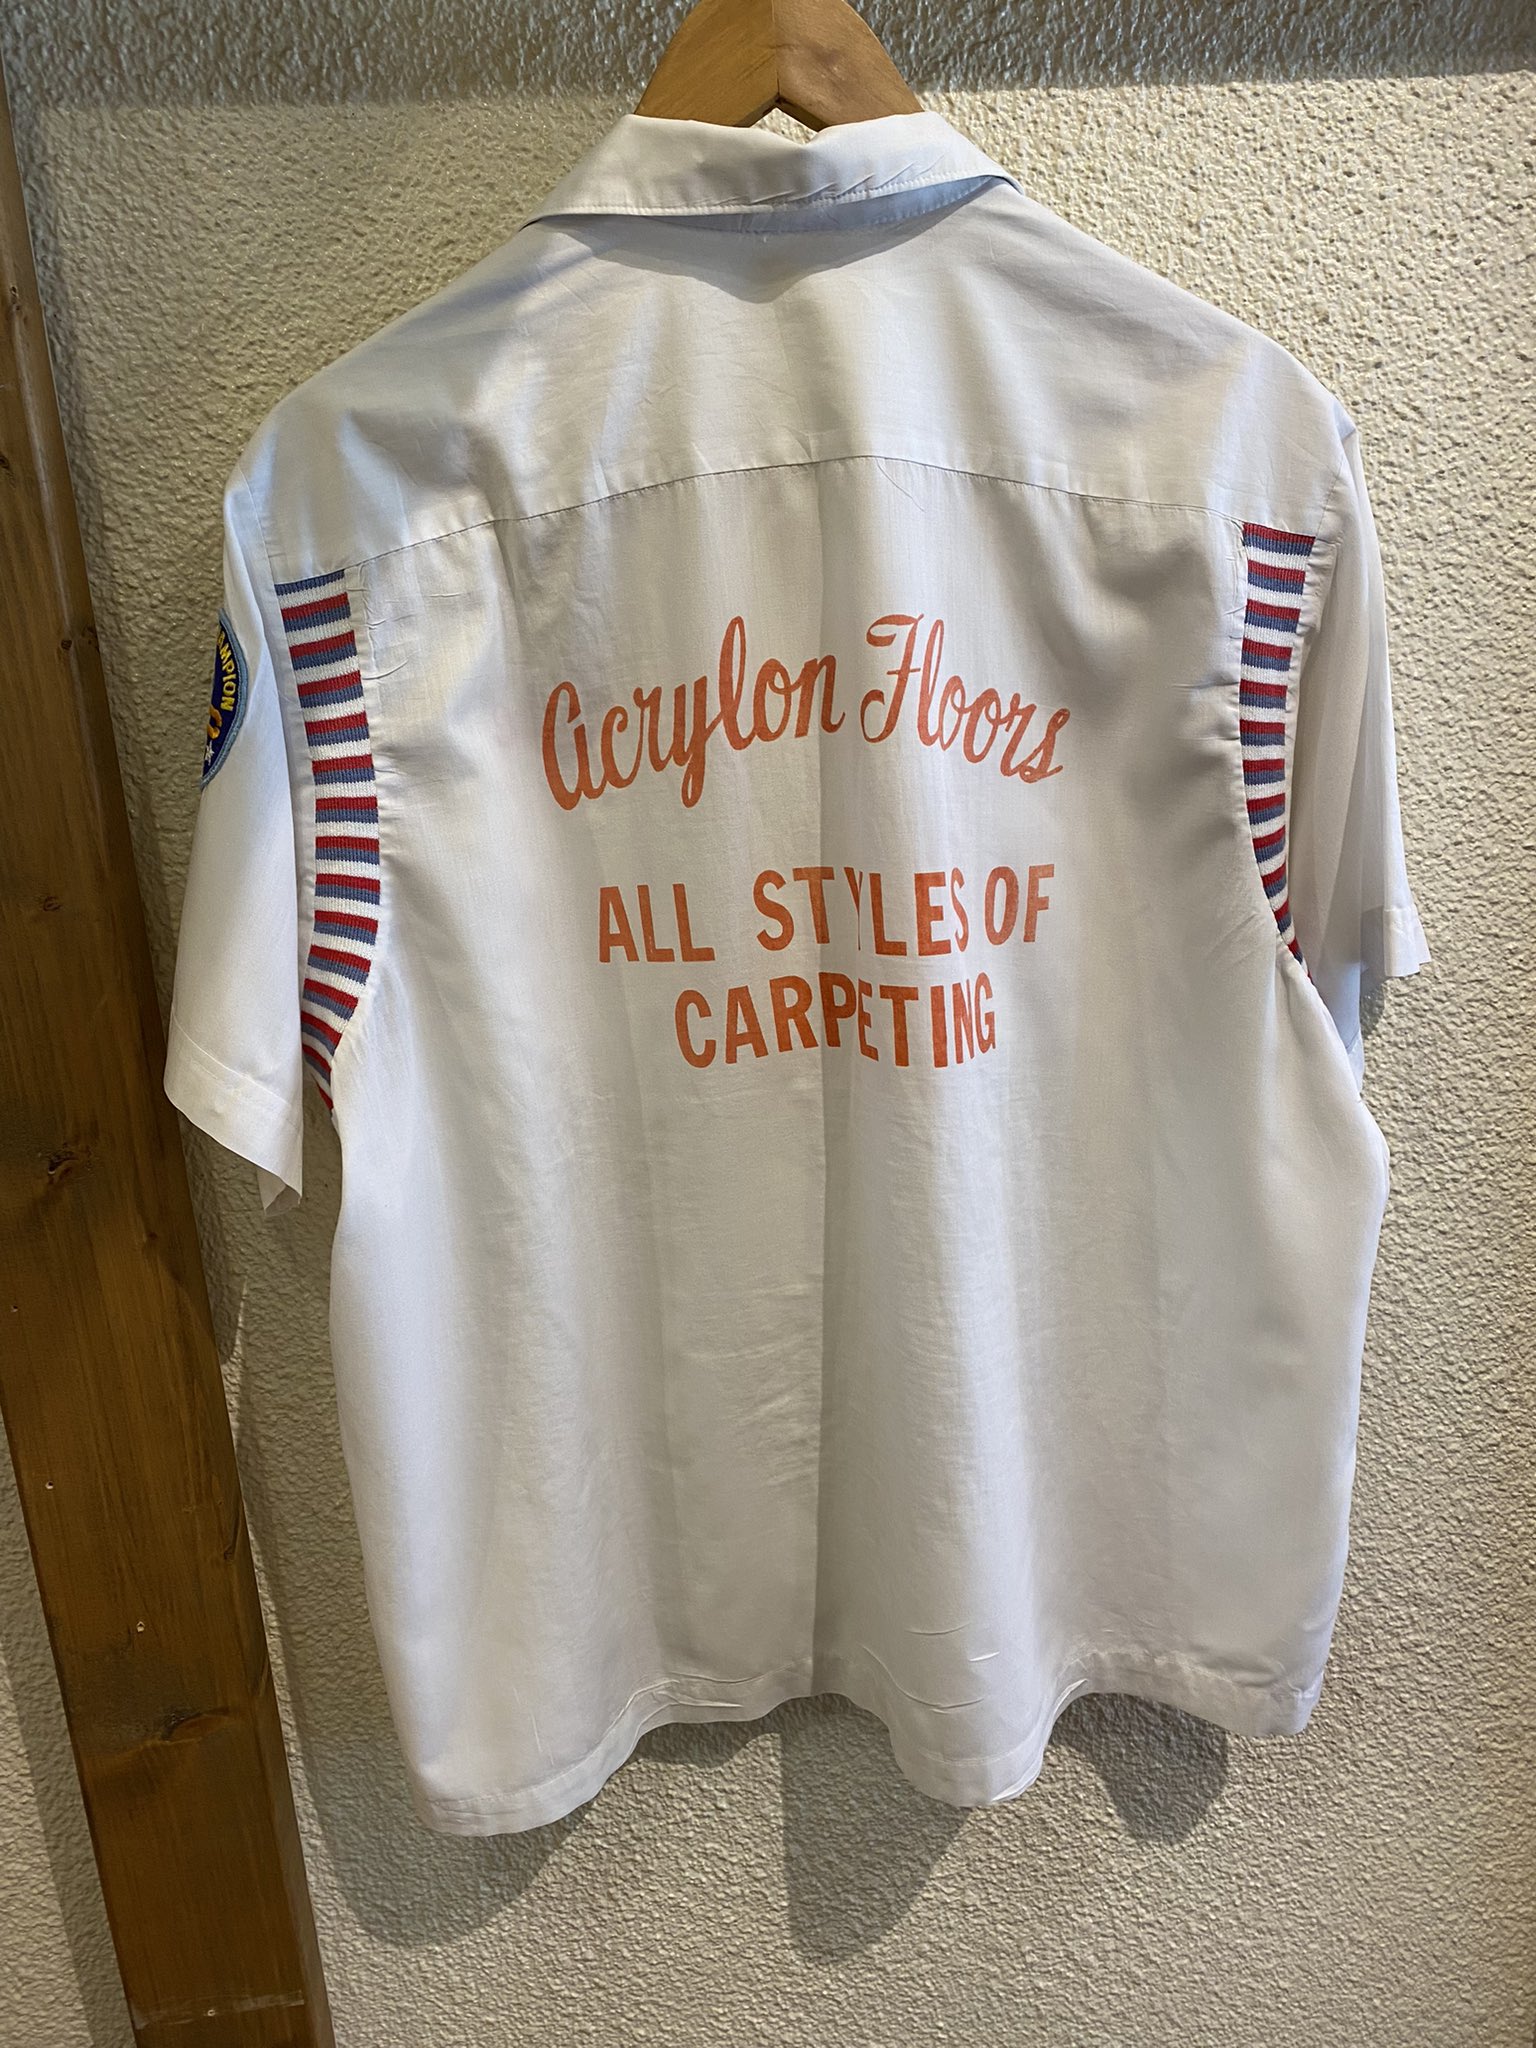 Acrylon Floors
ALL STYLES OF
CARPETING